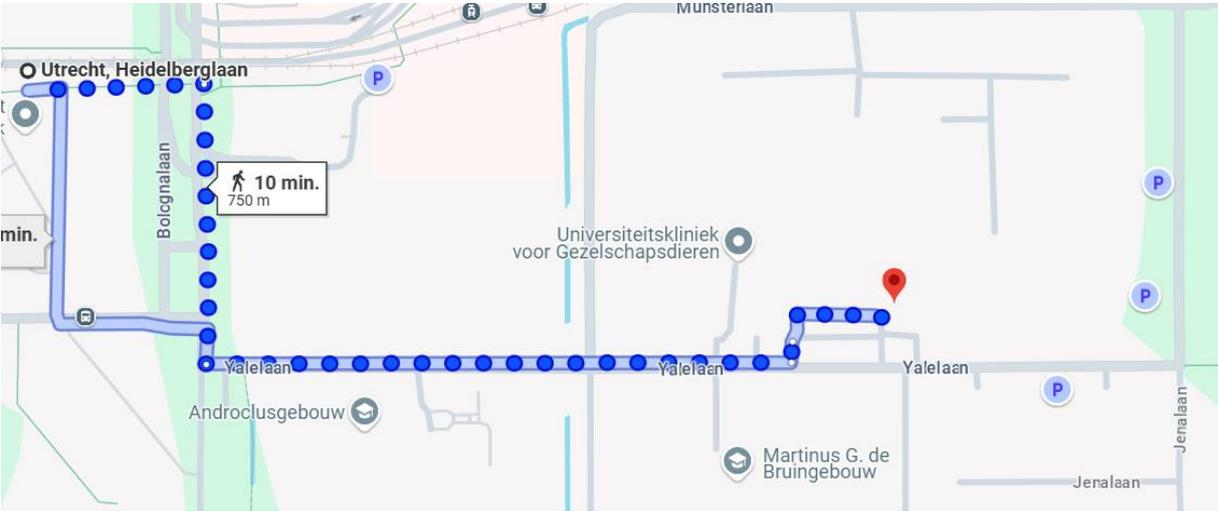 Munsterlaan
Utrecht, Heidelberglaan
P
t
k
Bolognalaan
10 min.
750 m
P
min.
Universiteitskliniek
voor Gezelschapsdieren
P
Yalelaan
Yalelaan
Yalelaan
P
Androclusgebouw
Jenalaan
Martinus G. de
Bruingebouw
Jenalaan